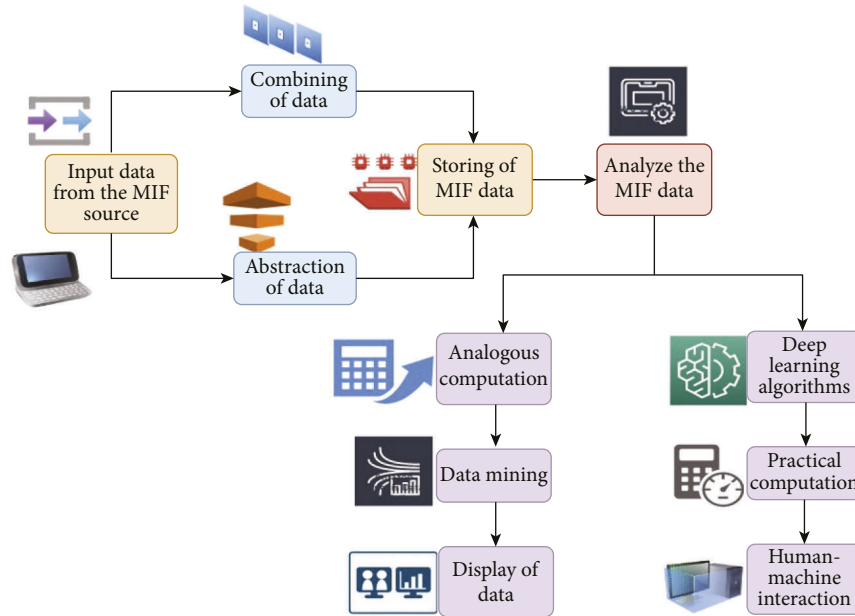 Combining
of data
Input data
from the MIF
source
Abstraction
of data
Storing of
MIF data
Analyze the
MIF data
Analogous
computation
Data mining
Display of
data
Deep
learning
algorithms
Practical
computation
Human-
machine
interaction